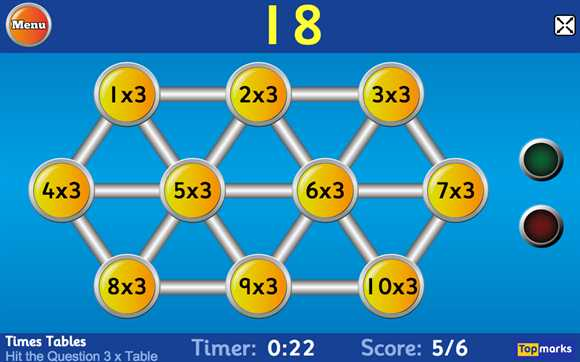 Menu
18
1x3 2x3 3x3
4x3 5x3 6x3 7x3
8x3 9x3 10x3
Times Tables
Hit the Question 3 x Table
Timer: 0:22 Score: 5/6
Topmarks